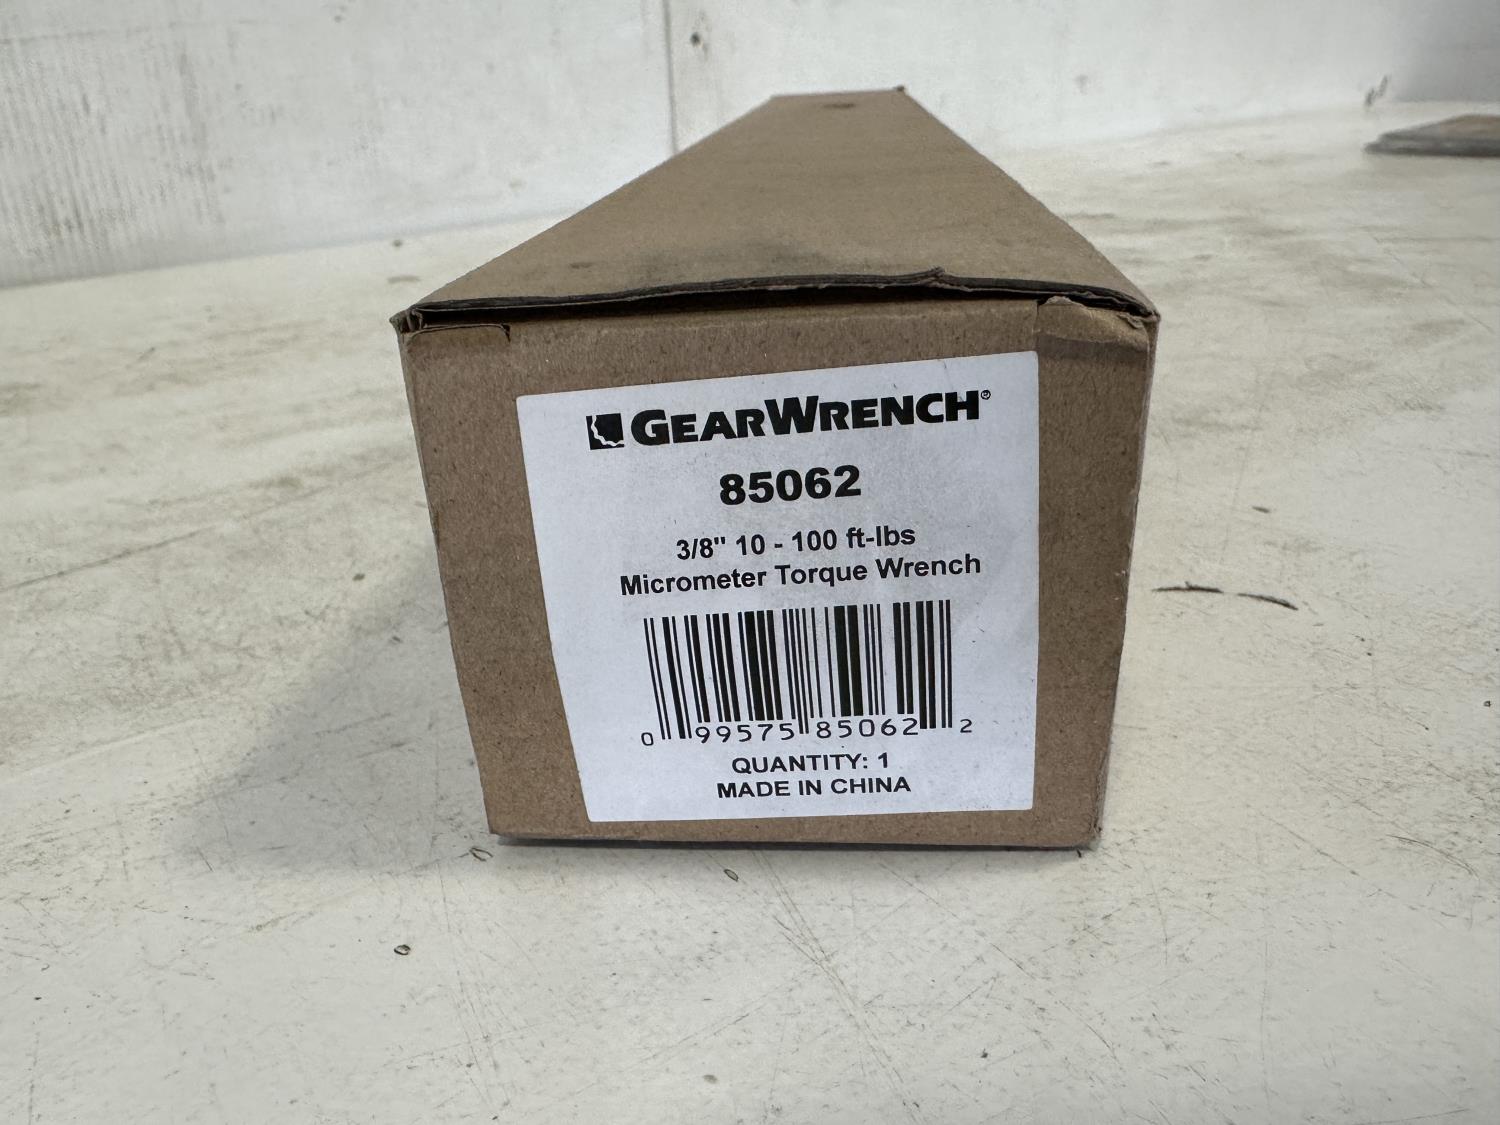 GEARWRENCH®
85062
3/8" 10 - 100 ft-lbs
Micrometer Torque Wrench
0 99575 85062 2
QUANTITY: 1
MADE IN CHINA